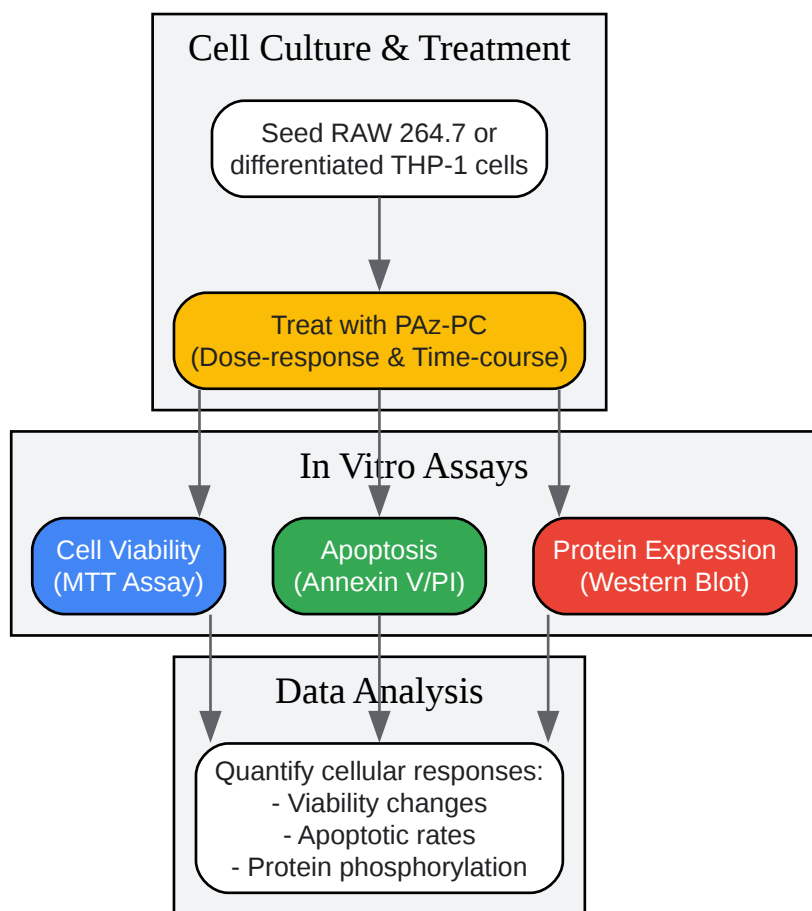 Cell Culture & Treatment
Seed RAW 264.7 or
differentiated THP-1 cells
Treat with PAz-PC
(Dose-response & Time-course)
In Vitro Assays
Cell Viability
(MTT Assay)
Apoptosis
(Annexin V/PI)
Protein Expression
(Western Blot)
Data Analysis
Quantify cellular responses:
- Viability changes
- Apoptotic rates
- Protein phosphorylation